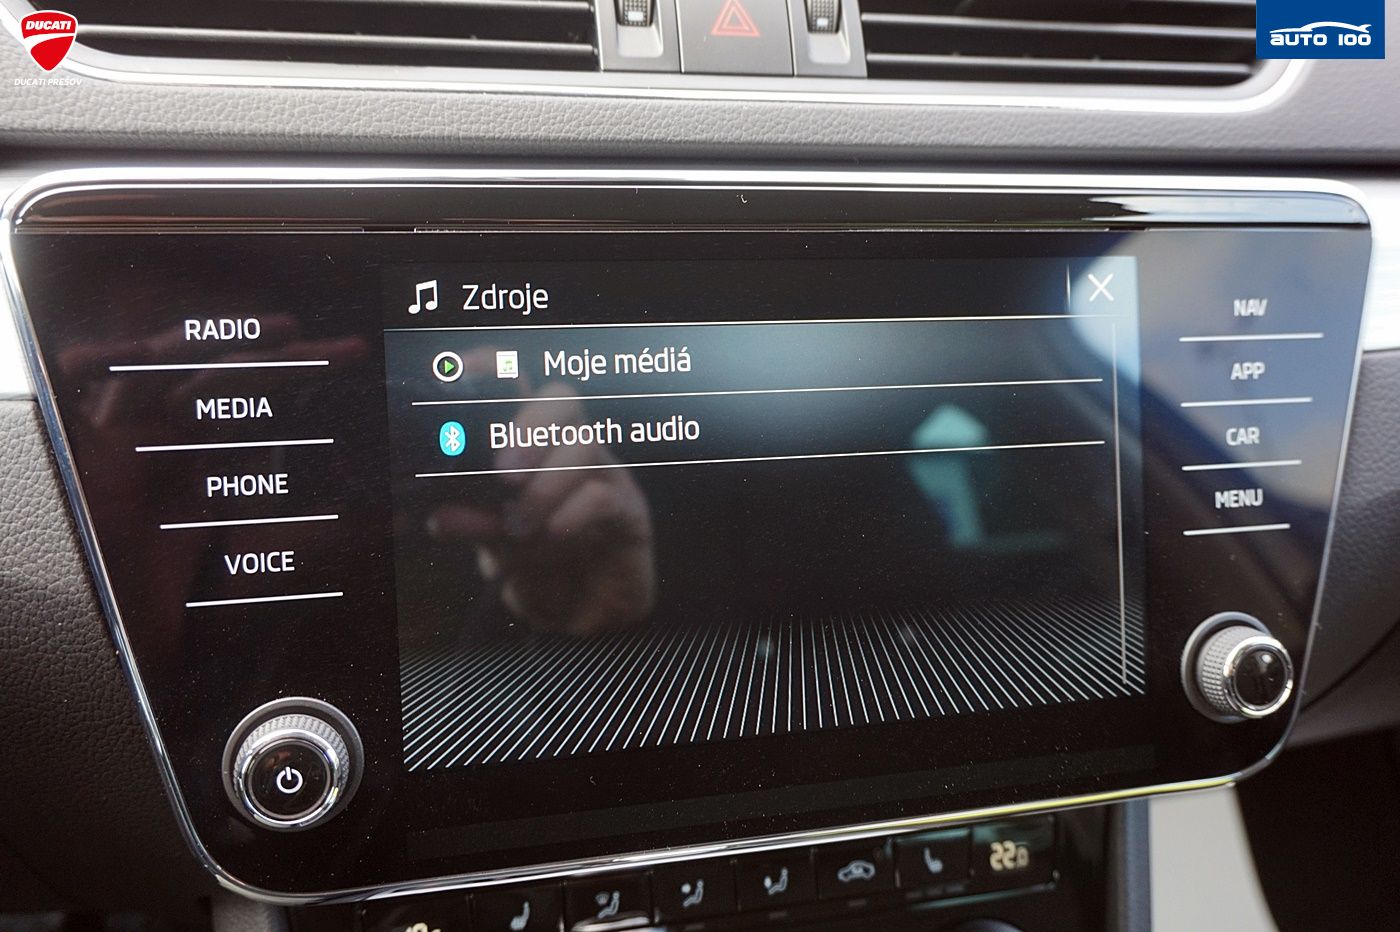 DUCATI
DUCATI PREŠOV
AUTO 100
Zdroje
Moje médiá
Bluetooth audio
RADIO
MEDIA
PHONE
VOICE
NAV
APP
CAR
MENU
22.0